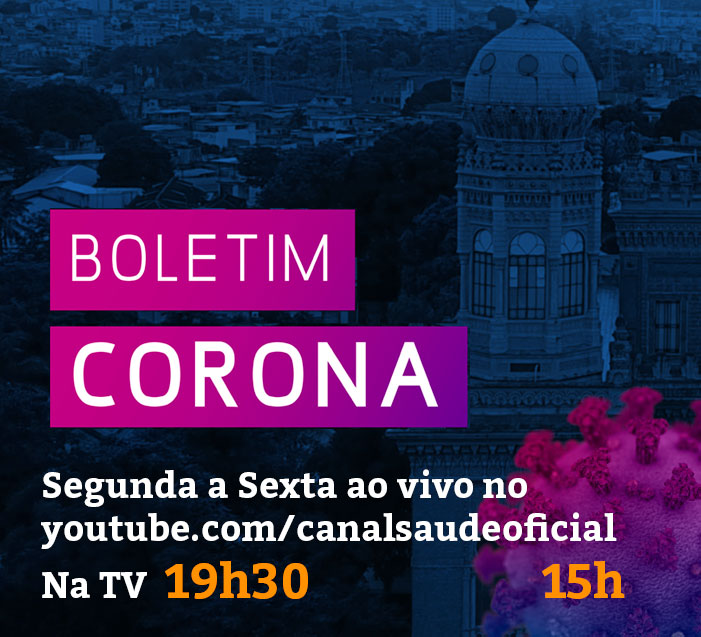 BOLETIM
CORONA
Segunda a Sexta ao vivo no
youtube.com/canalsaudeoficial
Na TV 19h30 15h